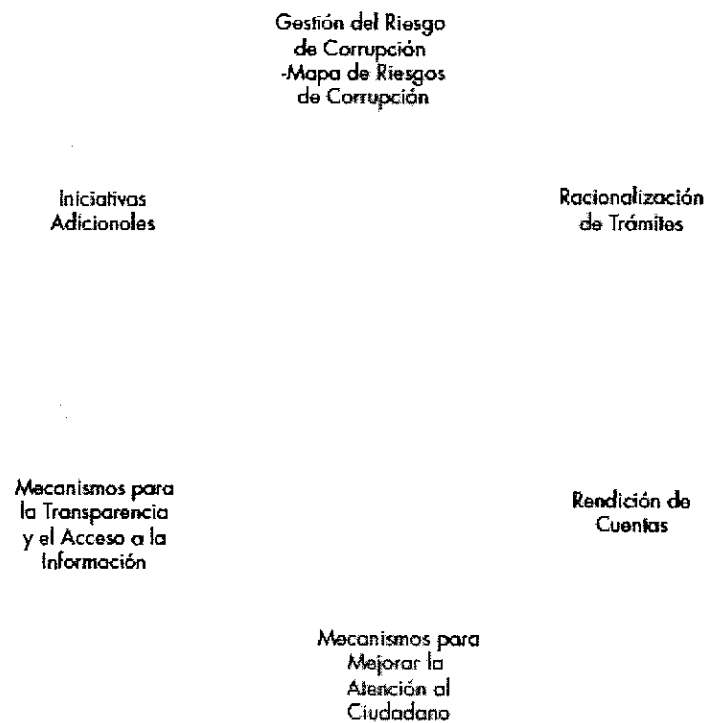 Gestión del Riesgo
de Corrupción
-Mapa de Riesgos
de Corrupción
Iniciativas
Adicionales
Racionalización
de Trámites
Mecanismos para
la Transparencia
y el Acceso a la
Información
Rendición de
Cuentas
Mecanismos para
Mejorar la
Atención al
Ciudadano